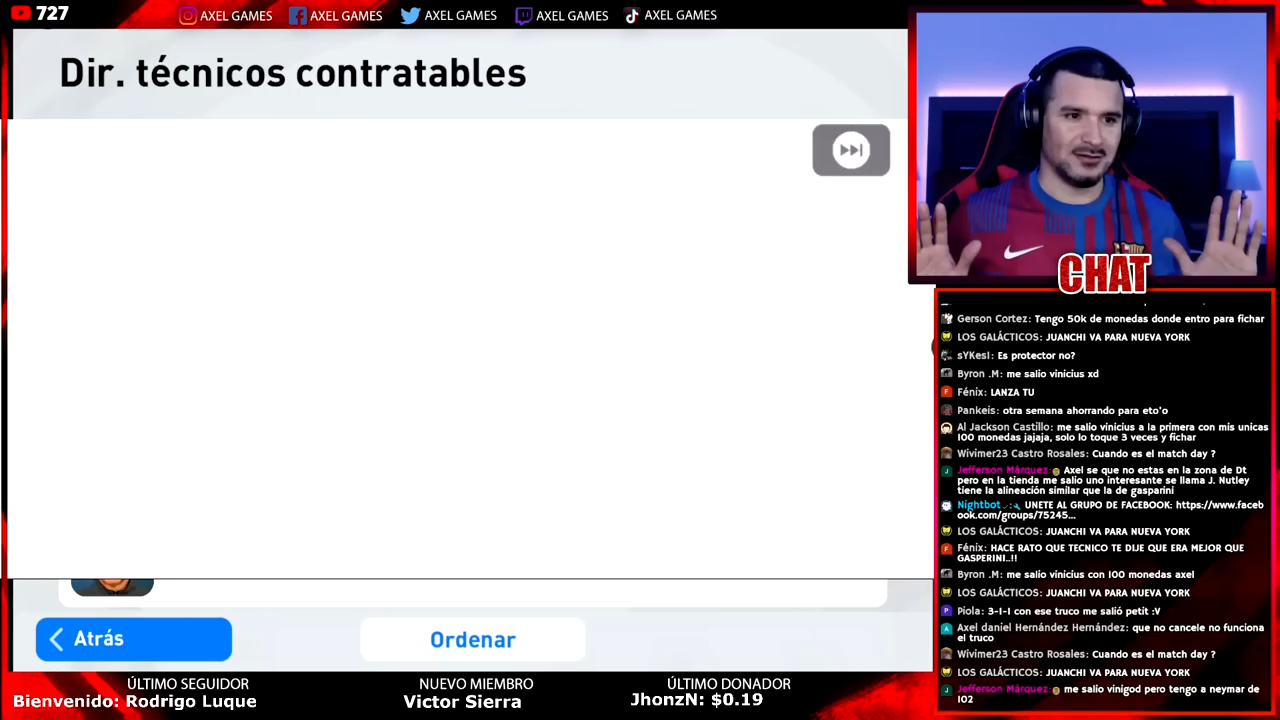 727
AXEL GAMES
AXEL GAMES
AXEL GAMES
AXEL GAMES
AXEL GAMES
Dir. técnicos contratables
CHAT
Gerson Cortez: Tengo 50k de monedas donde entro para fichar
LOS GALÁCTICOS: JUANCHI VA PARA NUEVA YORK
sYKesI: Es protector no?
Byron .M: me salio vinicius xd
Fénix: LANZA TU
Pankeis: otra semana ahorrando para eto'o
Al Jackson Castillo: me salio vinicius a la primera con mis unicas
100 monedas jajaja, solo lo toque 3 veces y fichar
Wivimer23 Castro Rosales: Cuando es el match day ?
Jefferson Márquez: Axel se que no estas en la zona de Dt
pero en la tienda me salio uno interesante se llama J. Nutley
tiene la alineación similar que la de gasparini
Nightbot : UNETE AL GRUPO DE FACEBOOK: https://www.faceb
ook.com/groups/75245...
LOS GALÁCTICOS: JUANCHI VA PARA NUEVA YORK
Fénix: HACE RATO QUE TECNICO TE DIJE QUE ERA MEJOR QUE
GASPERINI..!!
Byron .M: me salio vinicius con 100 monedas axel
LOS GALÁCTICOS: JUANCHI VA PARA NUEVA YORK
Piola: 3-1-1 con ese truco me salió petit :V
Axel daniel Hernández Hernández: que no cancele no funciona
el truco
Wivimer23 Castro Rosales: Cuando es el match day ?
LOS GALÁCTICOS: JUANCHI VA PARA NUEVA YORK
Jefferson Márquez: me salio vinigod pero tengo a neymar de
102
Atrás
Ordenar
ÚLTIMO SEGUIDOR
Bienvenido: Rodrigo Luque
NUEVO MIEMBRO
Victor Sierra
ÚLTIMO DONADOR
JhonzN: $0.19